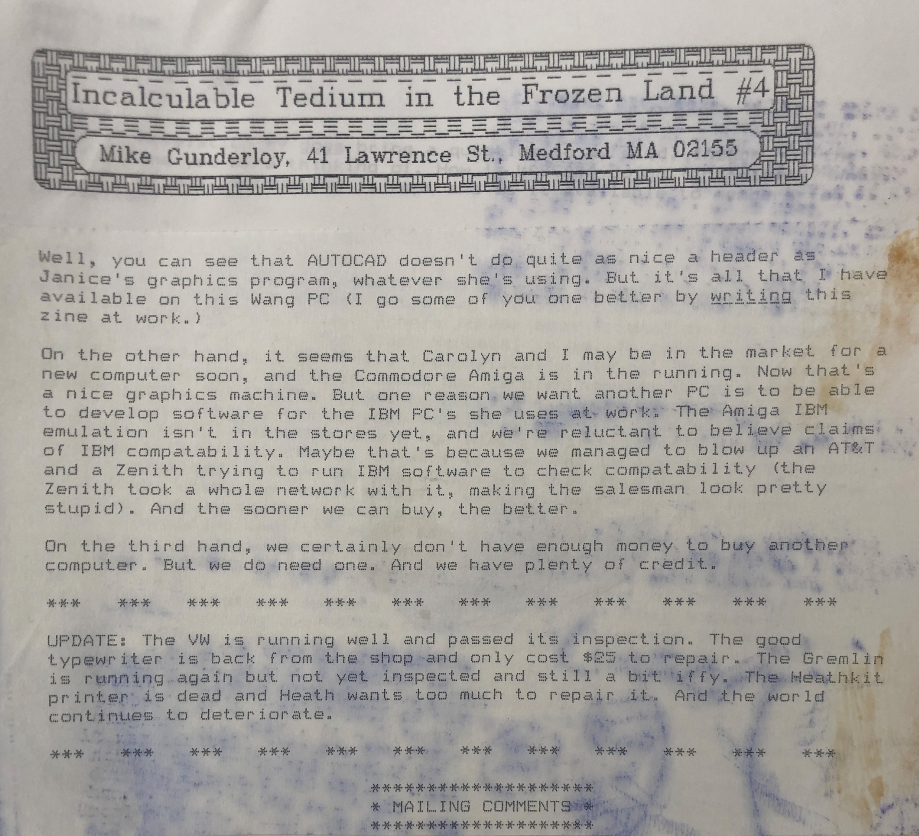 Incalculable Tedium in the Frozen Land #4
Mike Gunderloy, 41 Lawrence St., Medford MA 02155
Well, you can see that AUTOCAD doesn't do quite as nice a header as
Janice's graphics program, whatever she's using. But it's all that I have
available on this Wang PC (I go some of you one better by writing this
zine at work.)
On the other hand, it seems that Carolyn and I may be in the market for a
new computer soon, and the Commodore Amiga is in the running. Now that's
a nice graphics machine. But one reason we want another PC is to be able
to develop software for the IBM PC's she uses at work. The Amiga IBM
emulation isn't in the stores yet, and we're reluctant to believe claims
of IBM compatability. Maybe that's because we managed to blow up an AT&T
and a Zenith trying to run IBM software to check compatability (the
Zenith took a whole network with it, making the salesman look pretty
stupid). And the sooner we can buy, the better.
On the third hand, we certainly don't have enough money to buy another
computer. But we do need one. And we have plenty of credit.
*** *** *** *** *** *** *** *** *** *** *** ***
UPDATE: The VW is running well and passed its inspection. The good
typewriter is back from the shop and only cost $25 to repair. The Gremlin
is running again but not yet inspected and still a bit iffy. The Heathkit
printer is dead and Heath wants too much to repair it. And the world
continues to deteriorate.
*** *** *** *** *** *** *** *** *** *** *** ***
*******************
* MAILING COMMENTS *
*******************